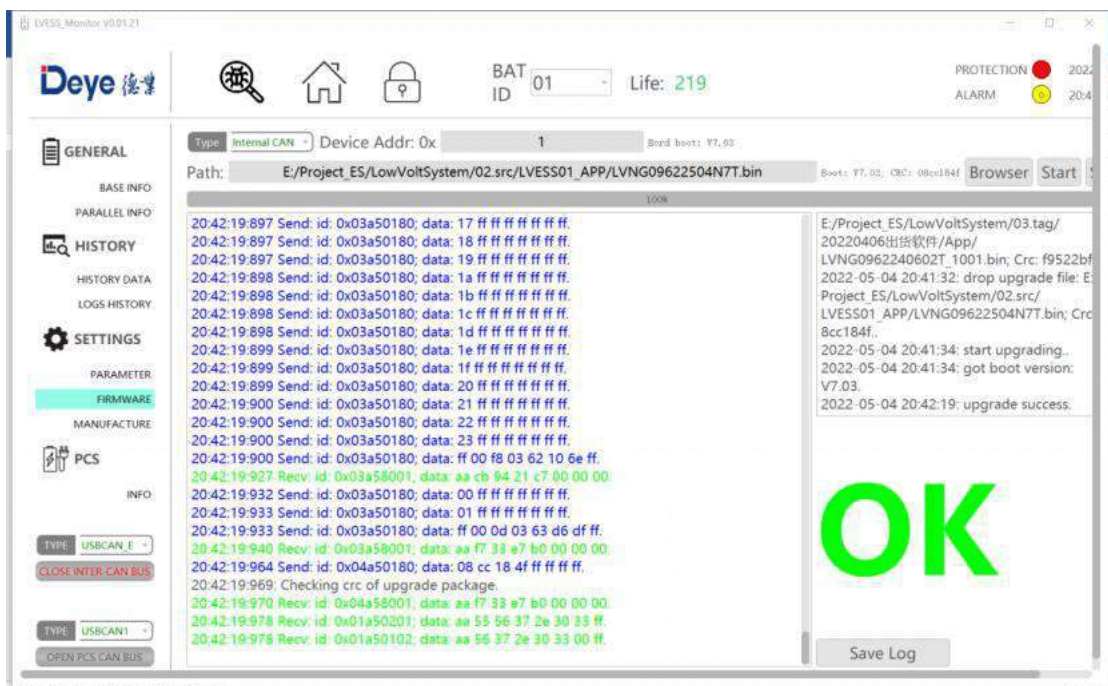 LVESS_Monitor V0.01.21
Deye 德業
BAT ID 01 Life: 219
PROTECTION 2022
ALARM 20:4
GENERAL
BASE INFO
PARALLEL INFO
HISTORY
HISTORY DATA
LOGS HISTORY
SETTINGS
PARAMETER
FIRMWARE
MANUFACTURE
PCS
INFO
TYPE USBCAN_E
CLOSE INTER-CAN BUS
TYPE USBCAN1
OPEN PCS CAN BUS
Type Internal CAN Device Addr: 0x 1 Bord boot: V7.03
Path: E:/Project_ES/LowVoltSystem/02.src/LVESS01_APP/LVNG09622504N7T.bin Boot: V7.03, CRC: 08cc184f Browser Start
100%
20:42:19:897 Send: id: 0x03a50180; data: 17 ff ff ff ff ff ff ff.
20:42:19:897 Send: id: 0x03a50180; data: 18 ff ff ff ff ff ff ff.
20:42:19:897 Send: id: 0x03a50180; data: 19 ff ff ff ff ff ff ff.
20:42:19:898 Send: id: 0x03a50180; data: 1a ff ff ff ff ff ff ff.
20:42:19:898 Send: id: 0x03a50180; data: 1b ff ff ff ff ff ff ff.
20:42:19:898 Send: id: 0x03a50180; data: 1c ff ff ff ff ff ff ff.
20:42:19:898 Send: id: 0x03a50180; data: 1d ff ff ff ff ff ff ff.
20:42:19:899 Send: id: 0x03a50180; data: 1e ff ff ff ff ff ff ff.
20:42:19:899 Send: id: 0x03a50180; data: 1f ff ff ff ff ff ff ff.
20:42:19:899 Send: id: 0x03a50180; data: 20 ff ff ff ff ff ff ff.
20:42:19:900 Send: id: 0x03a50180; data: 21 ff ff ff ff ff ff ff.
20:42:19:900 Send: id: 0x03a50180; data: 22 ff ff ff ff ff ff ff.
20:42:19:900 Send: id: 0x03a50180; data: 23 ff ff ff ff ff ff ff.
20:42:19:900 Send: id: 0x03a50180; data: ff 00 f8 03 62 10 6e ff.
20:42:19:927 Recv: id: 0x03a58001; data: aa cb 94 21 c7 00 00 00.
20:42:19:932 Send: id: 0x03a50180; data: 00 ff ff ff ff ff ff ff.
20:42:19:933 Send: id: 0x03a50180; data: 01 ff ff ff ff ff ff ff.
20:42:19:933 Send: id: 0x03a50180; data: ff 00 0d 03 63 d6 df ff.
20:42:19:940 Recv: id: 0x03a58001; data: aa f7 33 e7 b0 00 00 00.
20:42:19:964 Send: id: 0x04a50180; data: 08 cc 18 4f ff ff ff ff.
20:42:19:969: Checking crc of upgrade package.
20:42:19:970 Recv: id: 0x04a58001; data: aa f7 33 e7 b0 00 00 00.
20:42:19:978 Recv: id: 0x01a50201; data: aa 55 56 37 2e 30 33 ff.
20:42:19:978 Recv: id: 0x01a50102; data: aa 56 37 2e 30 33 00 ff.
E:/Project_ES/LowVoltSystem/03.tag/
20220406出货软件/App/
LVNG0962240602T_1001.bin; Crc: f9522bf
2022-05-04 20:41:32: drop upgrade file: E:
Project_ES/LowVoltSystem/02.src/
LVESS01_APP/LVNG09622504N7T.bin; Crc
8cc184f..
2022-05-04 20:41:34: start upgrading..
2022-05-04 20:41:34: got boot version:
V7.03.
2022-05-04 20:42:19: upgrade success.
OK
Save Log